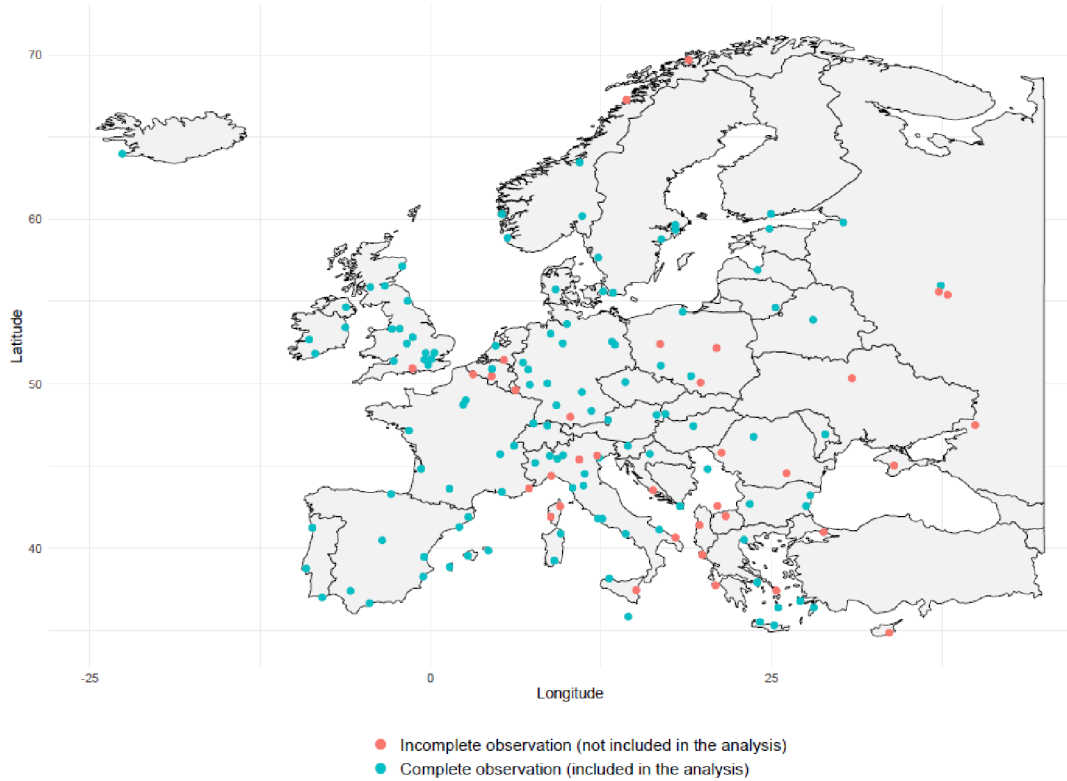 70
60
Latitude
50
40
-25
0
25
Longitude
Incomplete observation (not included in the analysis)
Complete observation (included in the analysis)